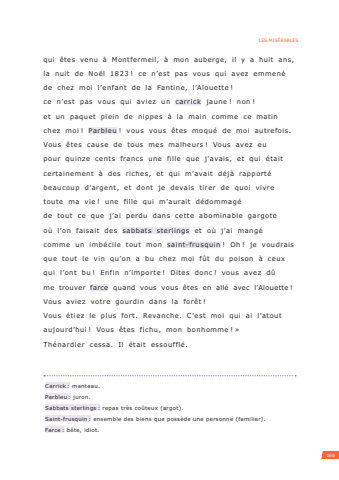 LES MISÉRABLES
qui êtes venu à Montfermeil, à mon auberge, il y a huit ans,
la nuit de Noël 1823 ! ce n’est pas vous qui avez emmené
de chez moi l’enfant de la Fantine, l’Alouette !
ce n’est pas vous qui aviez un carrick jaune ! non !
et un paquet plein de nippes à la main comme ce matin
chez moi ! Parbleu ! vous vous êtes moqué de moi autrefois.
Vous êtes cause de tous mes malheurs ! Vous avez eu
pour quinze cents francs une fille que j’avais, et qui était
certainement à des riches, et qui m’avait déjà rapporté
beaucoup d’argent, et dont je devais tirer de quoi vivre
toute ma vie ! une fille qui m’aurait dédommagé
de tout ce que j’ai perdu dans cette abominable gargote
où l’on faisait des sabbats sterlings et où j’ai mangé
comme un imbécile tout mon saint-frusquin ! Oh ! je voudrais
que tout le vin qu’on a bu chez moi fût du poison à ceux
qui l’ont bu ! Enfin n’importe ! Dites donc ! vous avez dû
me trouver farce quand vous vous êtes en allé avec l’Alouette !
Vous aviez votre gourdin dans la forêt !
Vous étiez le plus fort. Revanche. C’est moi qui ai l’atout
aujourd’hui ! Vous êtes fichu, mon bonhomme ! »
Thénardier cessa. Il était essoufflé.
Carrick : manteau.
Parbleu : juron.
Sabbats sterlings : repas très coûteux (argot).
Saint-frusquin : ensemble des biens que possède une personne (familier).
Farce : bête, idiot.